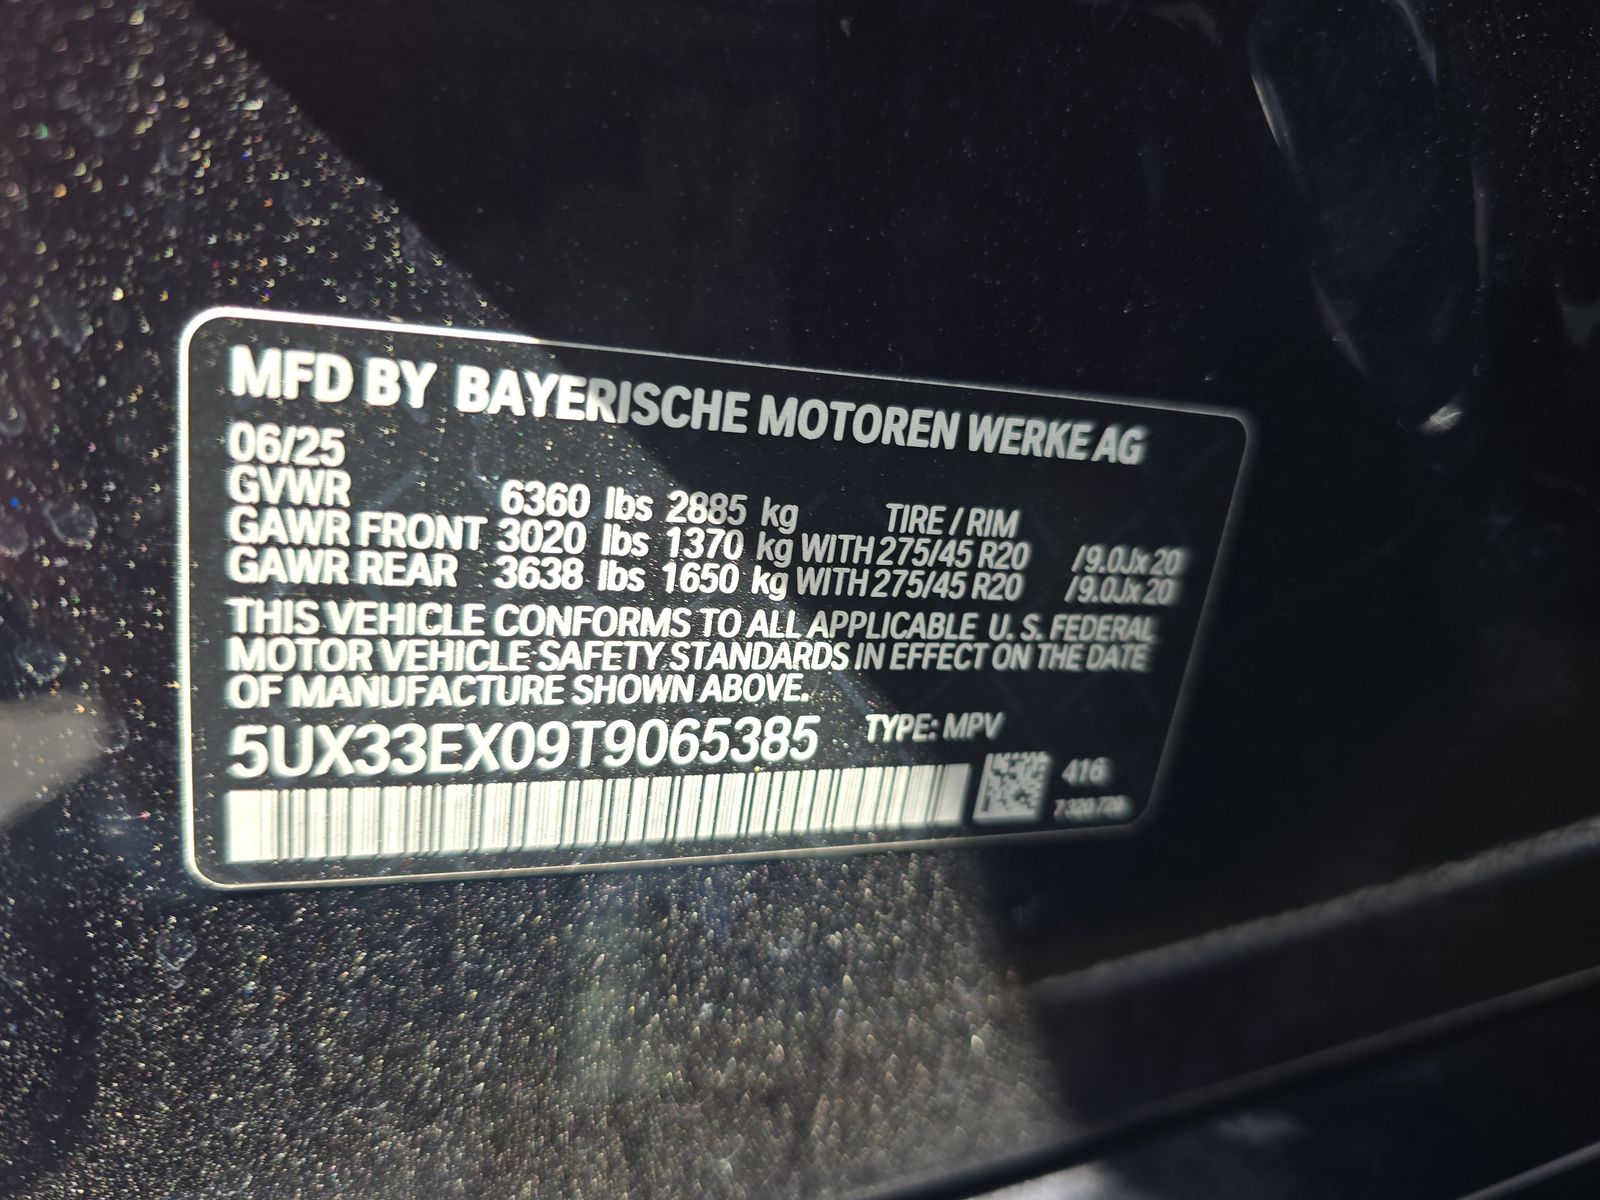 MFD BY BAYERISCHE MOTOREN WERKE AG
06/25
GVWR 6360 lbs 2885 kg TIRE / RIM
GAWR FRONT 3020 lbs 1370 kg WITH 275/45 R20 /9.0Jx20
GAWR REAR 3638 lbs 1650 kg WITH 275/45 R20 /9.0Jx20
THIS VEHICLE CONFORMS TO ALL APPLICABLE U. S. FEDERAL
MOTOR VEHICLE SAFETY STANDARDS IN EFFECT ON THE DATE
OF MANUFACTURE SHOWN ABOVE.
5UX33EX09T9065385 TYPE: MPV
416
7 320 728